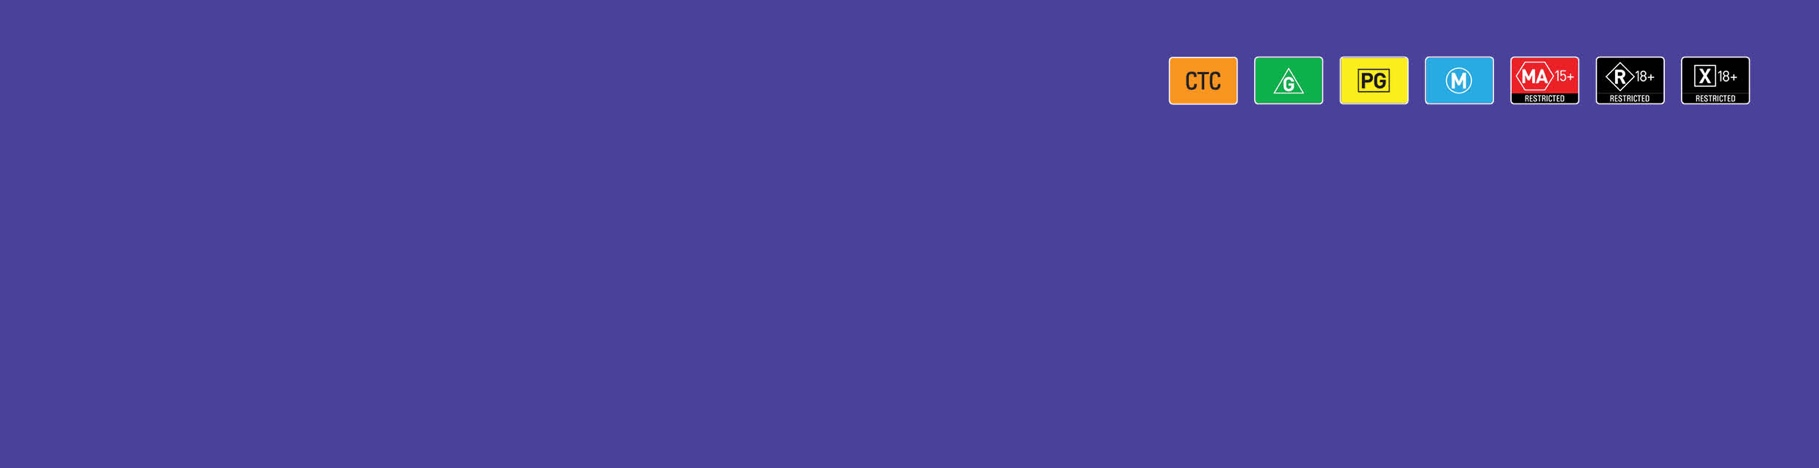 CTC G PG M MA 15+ RESTRICTED R 18+ RESTRICTED X 18+ RESTRICTED